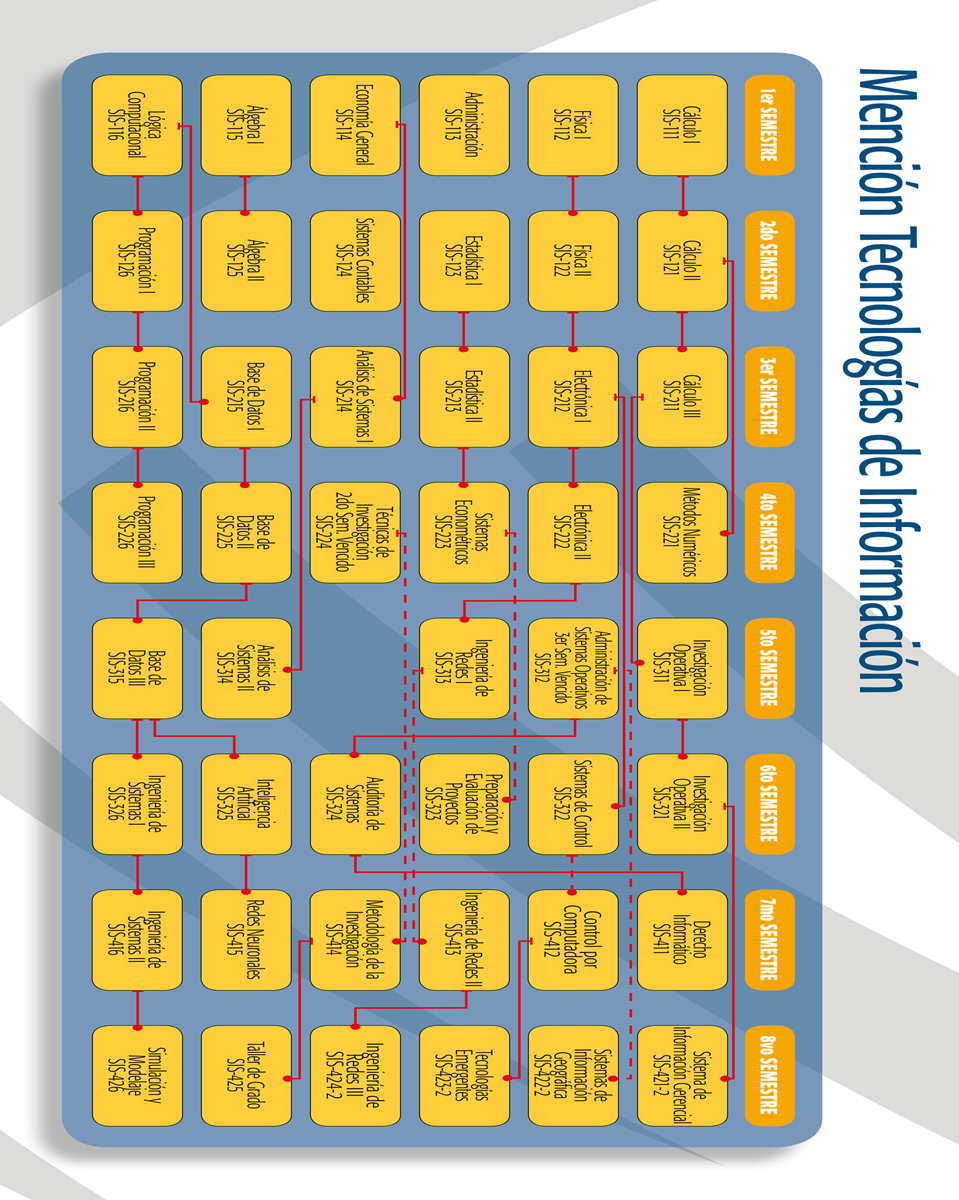 Mención Tecnologías de Información
1er SEMESTRE
Cálculo I
SIS-111
Física I
SIS-112
Administración
SIS-113
Economía General
SIS-114
Álgebra I
SIS-115
Lógica
Computacional
SIS-116
2do SEMESTRE
Cálculo II
SIS-121
Física II
SIS-122
Estadística I
SIS-123
Sistemas Contables
SIS-124
Álgebra II
SIS-125
Programación I
SIS-126
3er SEMESTRE
Cálculo III
SIS-211
Electrónica I
SIS-212
Estadística II
SIS-213
Análisis de Sistemas I
SIS-214
Base de Datos I
SIS-215
Programación II
SIS-216
4to SEMESTRE
Métodos Numéricos
SIS-221
Electrónica II
SIS-222
Sistemas
Econométricos
SIS-223
Técnicas de
Investigación
2do Sem. Vencido
SIS-224
Base de
Datos II
SIS-225
Programación III
SIS-226
5to SEMESTRE
Investigación
Operativa I
SIS-311
Administración de
Sistemas Operativos
3er Sem. Vencido
SIS-312
Ingeniería de
Redes I
SIS-313
Análisis de
Sistemas II
SIS-314
Base de
Datos III
SIS-315
6to SEMESTRE
Investigación
Operativa II
SIS-321
Sistemas de Control
SIS-322
Preparación y
Evaluación de
Proyectos
SIS-323
Auditoría de
Sistemas
SIS-324
Inteligencia
Artificial
SIS-325
Ingeniería de
Sistemas I
SIS-326
7mo SEMESTRE
Derecho
Informático
SIS-411
Control por
Computadora
SIS-412
Ingeniería de Redes II
SIS-413
Metodología de la
Investigación
SIS-414
Redes Neuronales
SIS-415
Ingeniería de
Sistemas II
SIS-416
8vo SEMESTRE
Sistema de
Información Gerencial
SIS-421-2
Sistemas de
Información
Geográfica
SIS-422-2
Tecnologías
Emergentes
SIS-423-2
Ingeniería de
Redes III
SIS-424-2
Taller de Grado
SIS-425
Simulación y
Modelaje
SIS-426